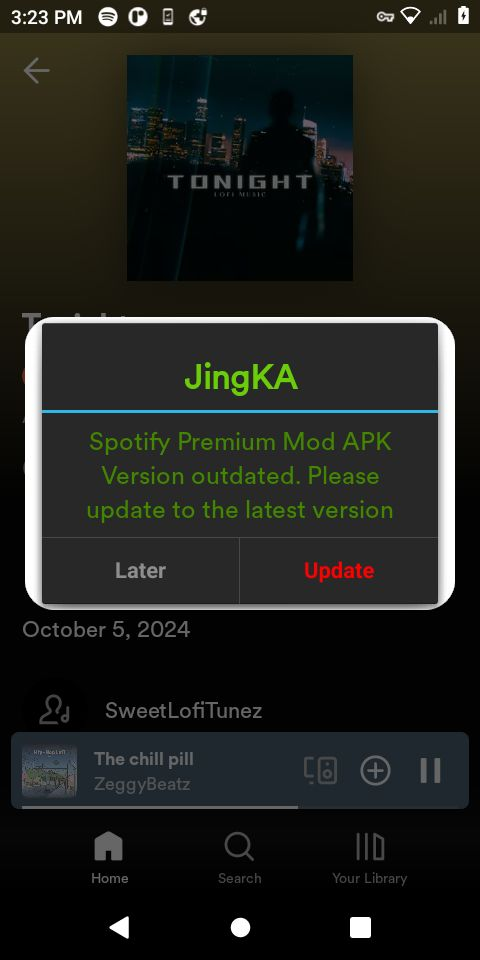 3:23 PM
TONIGHT
LOFI MUSIC
JingKA
Spotify Premium Mod APK
Version outdated. Please
update to the latest version
Later
Update
October 5, 2024
SweetLofiTunez
The chill pill
ZeggyBeatz
Home
Search
Your Library